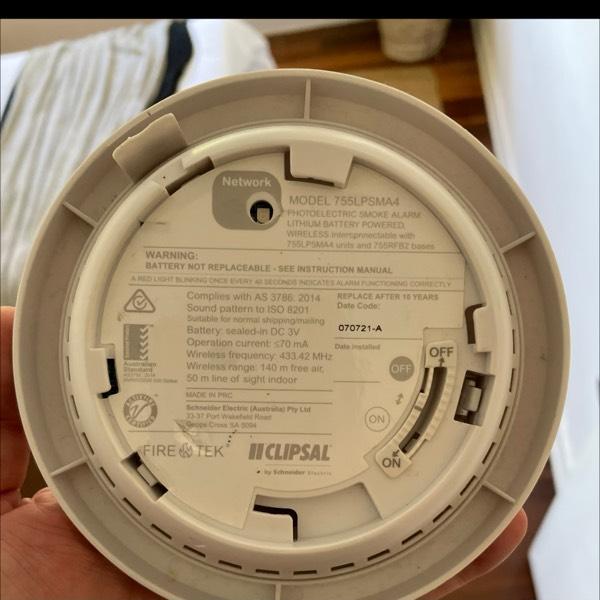 Network
MODEL 755LPSMA4
PHOTOELECTRIC SMOKE ALARM
LITHIUM BATTERY POWERED,
WIRELESS interconnectable with
755LPSMA4 units and 755RFB2 bases
WARNING:
BATTERY NOT REPLACEABLE - SEE INSTRUCTION MANUAL
A RED LIGHT BLINKING ONCE EVERY 40 SECONDS INDICATES ALARM FUNCTIONING CORRECTLY
Complies with AS 3786: 2014
Sound pattern to ISO 8201
Suitable for normal shipping/mailing
Battery: sealed-in DC 3V
Operation current: ≤70 mA
Wireless frequency: 433.42 MHz
Wireless range: 140 m free air,
50 m line of sight indoor
REPLACE AFTER 10 YEARS
Date Code:
070721-A
Date installed
OFF
OFF
ON
ON
Australian
Standard
MADE IN PRC
Schneider Electric (Australia) Pty Ltd
33-37 Port Wakefield Road
Gepps Cross SA 5094
FIRE TEK
CLIPSAL
by Schneider Electric